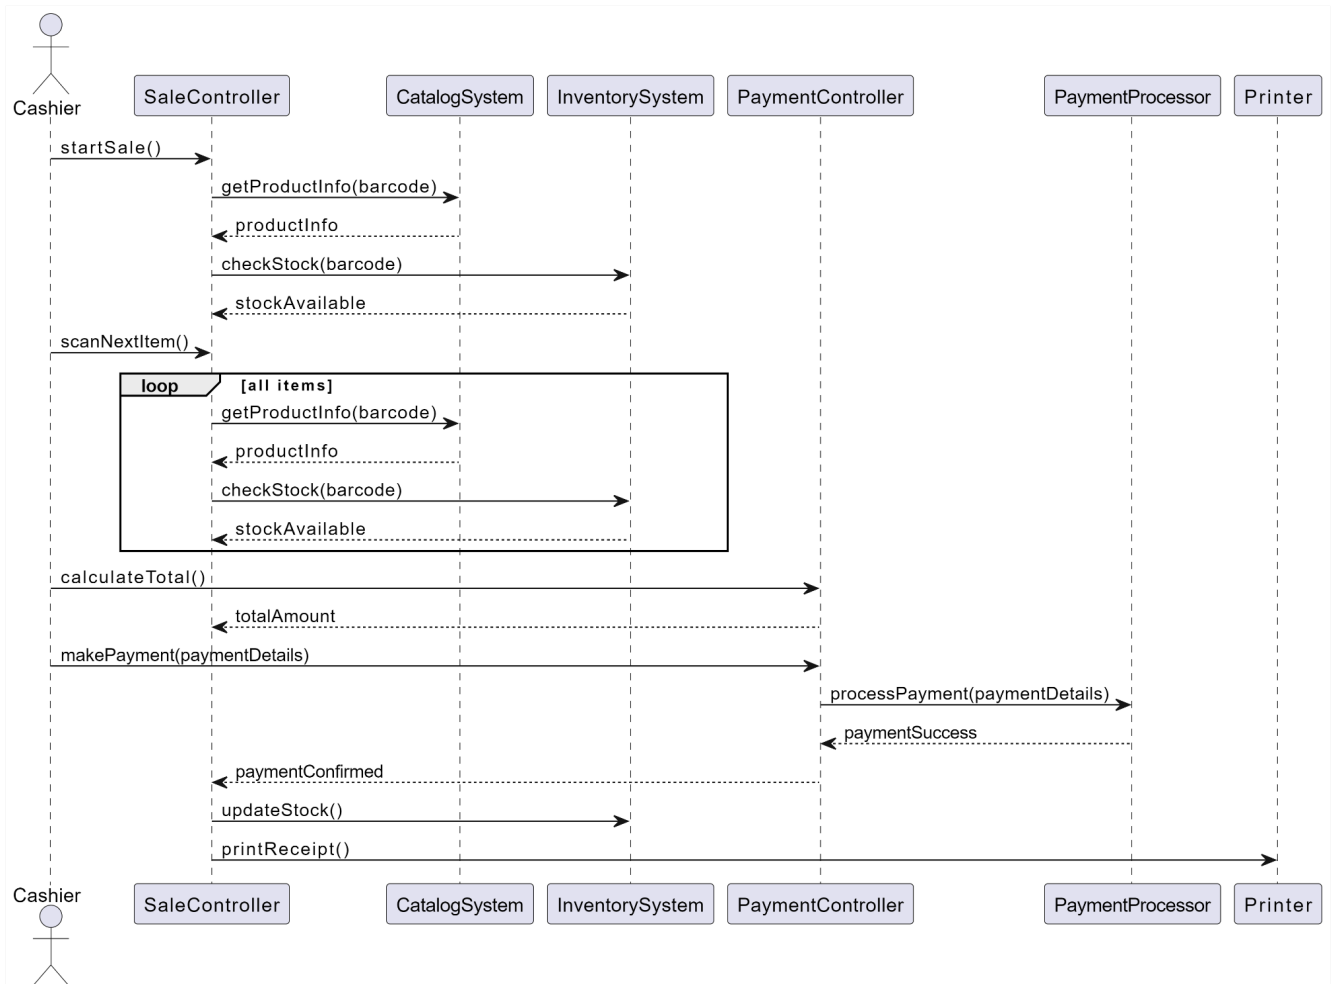 Cashier
SaleController CatalogSystem InventorySystem PaymentController PaymentProcessor Printer
startSale()
getProductInfo(barcode)
productInfo
checkStock(barcode)
stockAvailable
scanNextItem()
loop [all items]
getProductInfo(barcode)
productInfo
checkStock(barcode)
stockAvailable
calculateTotal()
totalAmount
makePayment(paymentDetails)
processPayment(paymentDetails)
paymentSuccess
paymentConfirmed
updateStock()
printReceipt()
Cashier
SaleController CatalogSystem InventorySystem PaymentController PaymentProcessor Printer